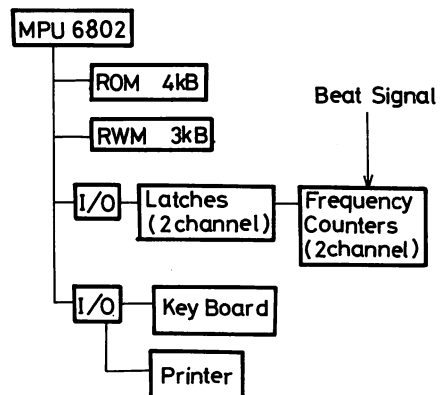 MPU 6802
ROM 4kB
Beat Signal
RWM 3kB
I/O
Latches
(2channel)
Frequency
Counters
(2channel)
I/O
Key Board
Printer